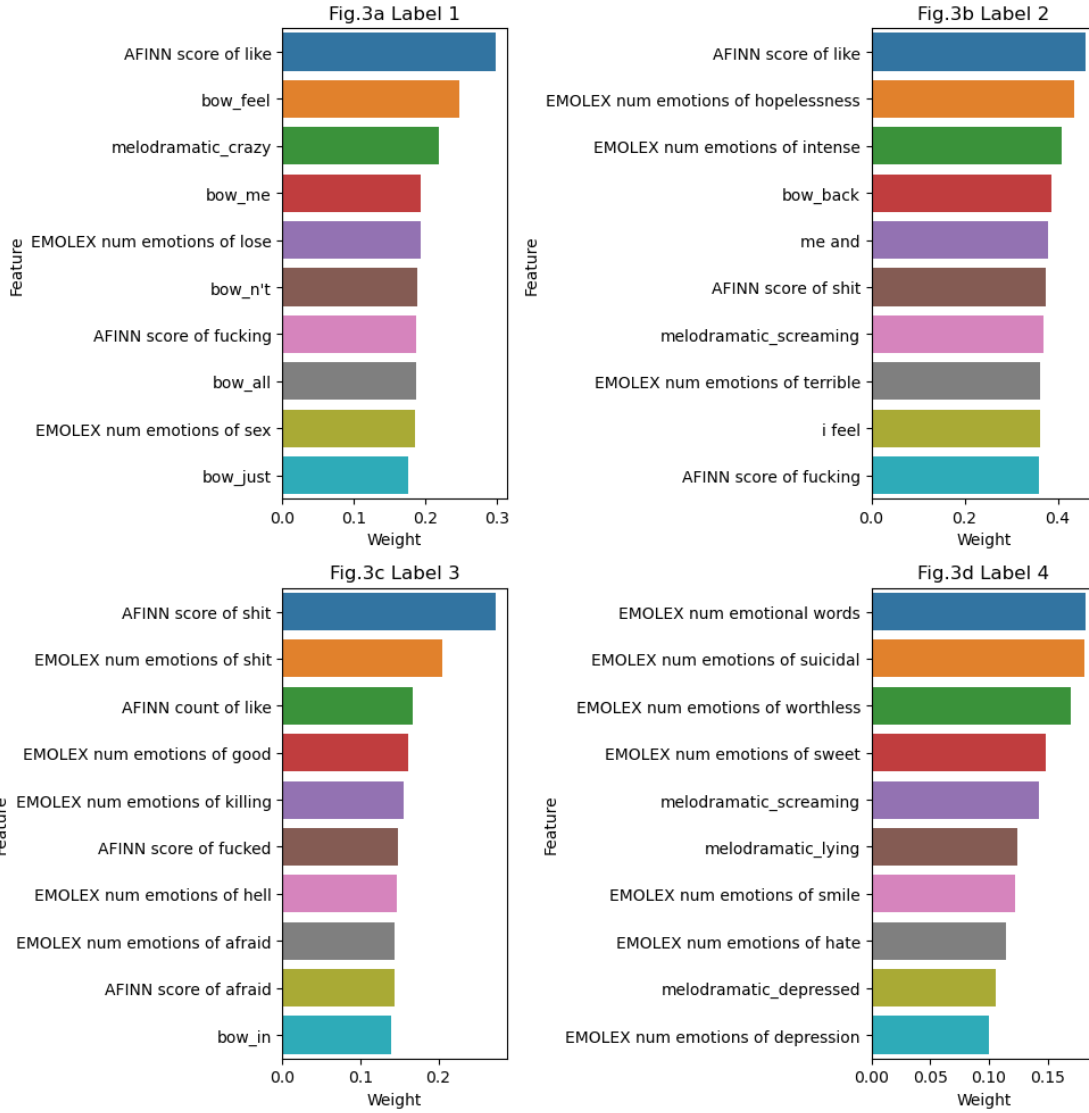 Fig.3a Label 1
AFINN score of like
bow_feel
melodramatic_crazy
bow_me
EMOLEX num emotions of lose
bow_n't
AFINN score of fucking
bow_all
EMOLEX num emotions of sex
bow_just
Feature
0.0 0.1 0.2 0.3
Weight
Fig.3b Label 2
AFINN score of like
EMOLEX num emotions of hopelessness
EMOLEX num emotions of intense
bow_back
me and
AFINN score of shit
melodramatic_screaming
EMOLEX num emotions of terrible
i feel
AFINN score of fucking
Feature
0.0 0.2 0.4
Weight
Fig.3c Label 3
AFINN score of shit
EMOLEX num emotions of shit
AFINN count of like
EMOLEX num emotions of good
EMOLEX num emotions of killing
AFINN score of fucked
EMOLEX num emotions of hell
EMOLEX num emotions of afraid
AFINN score of afraid
bow_in
Feature
0.0 0.1 0.2
Weight
Fig.3d Label 4
EMOLEX num emotional words
EMOLEX num emotions of suicidal
EMOLEX num emotions of worthless
EMOLEX num emotions of sweet
melodramatic_screaming
melodramatic_lying
EMOLEX num emotions of smile
EMOLEX num emotions of hate
melodramatic_depressed
EMOLEX num emotions of depression
Feature
0.00 0.05 0.10 0.15
Weight